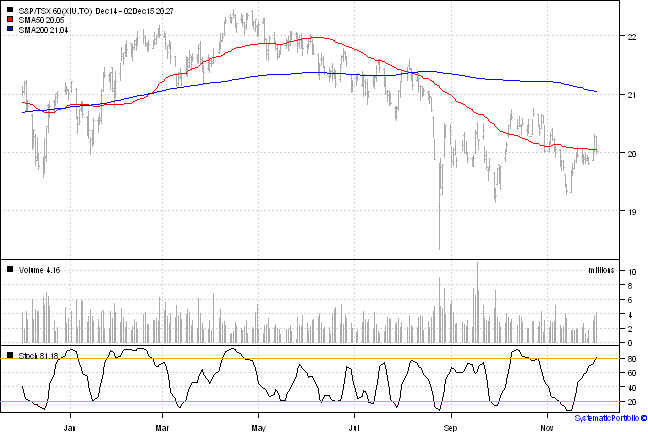 S&P/TSX 60(XIU.TO) Dec14 - 02Dec15 20.27
SMA50 20.05
SMA200 21.04
22
21
20
19
Volume 4.16
millions
10
8
6
4
2
0
Stoch 81.18
80
60
40
20
Jan Mar May Jul Sep Nov
SystematicPortfolio ©